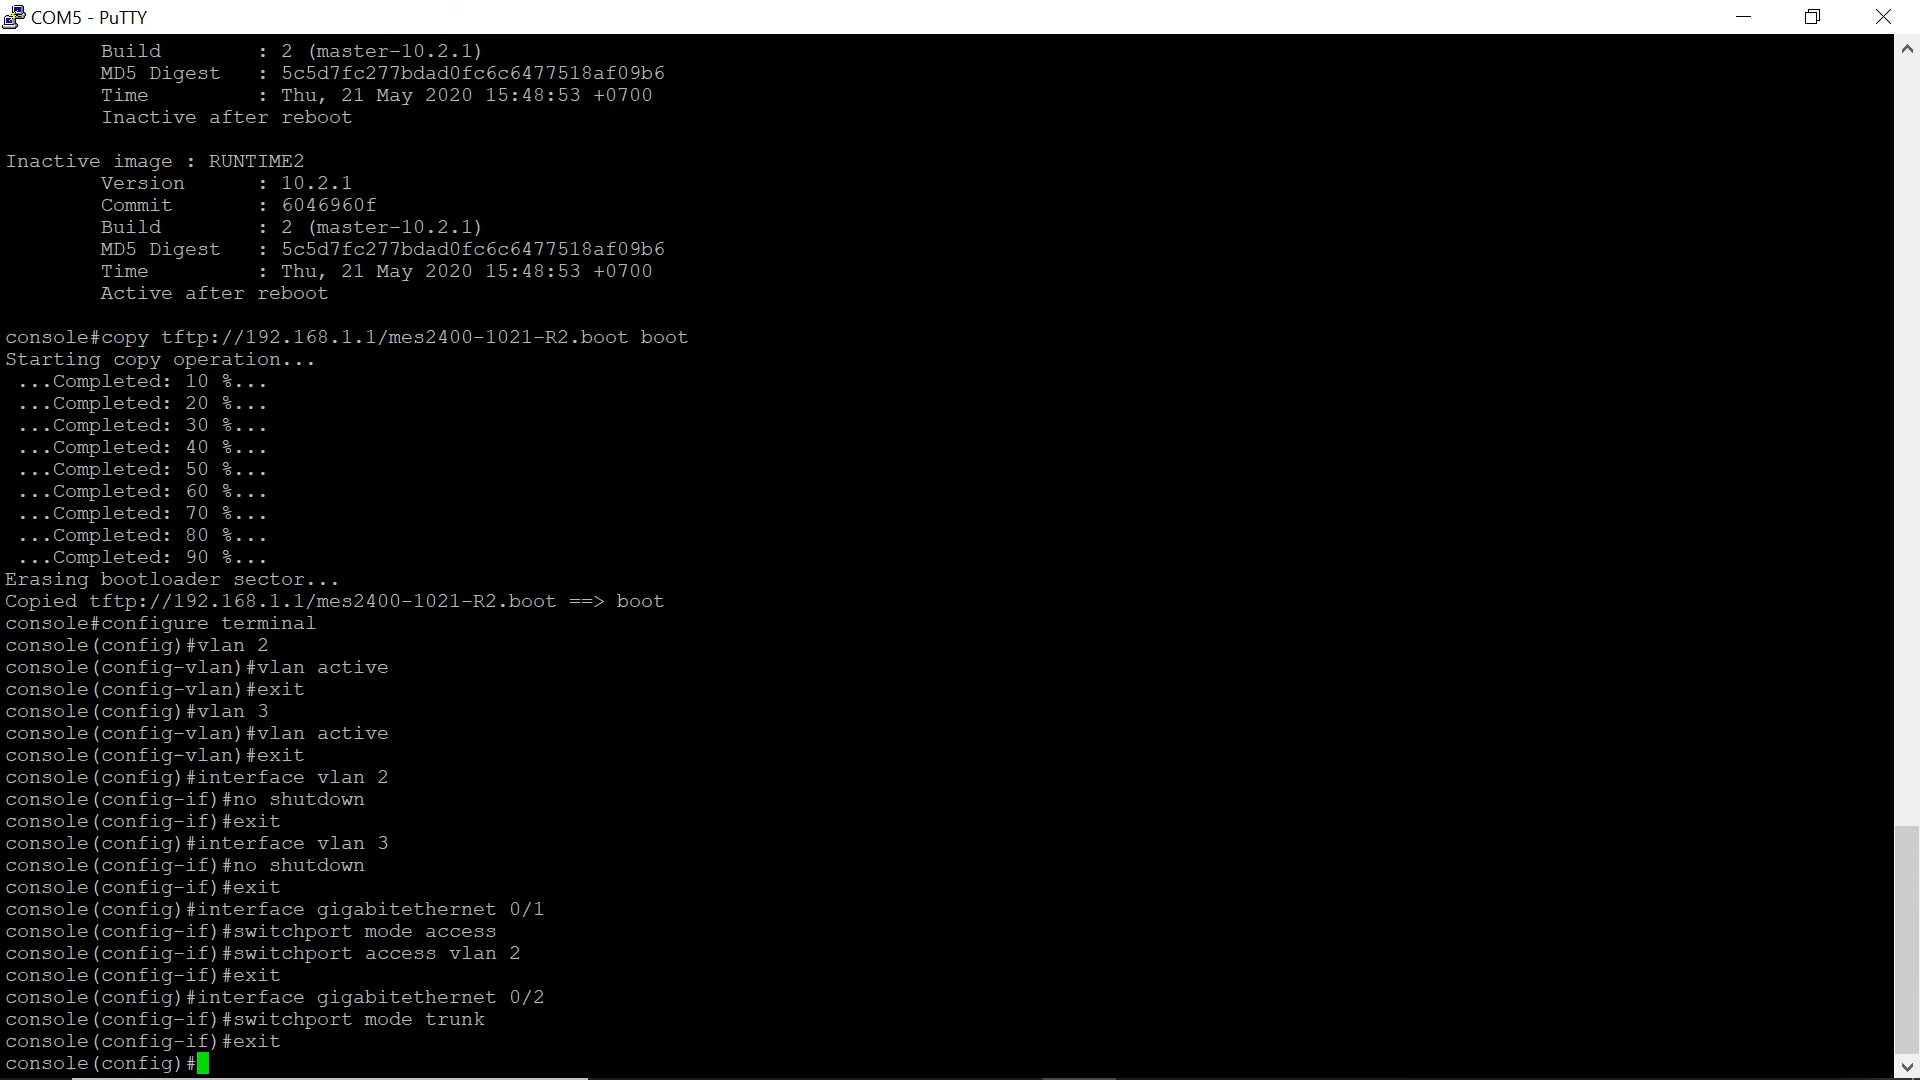 COM5 - PuTTY
Build : 2 (master-10.2.1)
MD5 Digest : 5c5d7fc277bdad0fc6c6477518af09b6
Time : Thu, 21 May 2020 15:48:53 +0700
Inactive after reboot
Inactive image : RUNTIME2
Version : 10.2.1
Commit : 6046960f
Build : 2 (master-10.2.1)
MD5 Digest : 5c5d7fc277bdad0fc6c6477518af09b6
Time : Thu, 21 May 2020 15:48:53 +0700
Active after reboot
console#copy tftp://192.168.1.1/mes2400-1021-R2.boot boot
Starting copy operation...
...Completed: 10 %...
...Completed: 20 %...
...Completed: 30 %...
...Completed: 40 %...
...Completed: 50 %...
...Completed: 60 %...
...Completed: 70 %...
...Completed: 80 %...
...Completed: 90 %...
Erasing bootloader sector...
Copied tftp://192.168.1.1/mes2400-1021-R2.boot ==> boot
console#configure terminal
console(config)#vlan 2
console(config-vlan)#vlan active
console(config-vlan)#exit
console(config)#vlan 3
console(config-vlan)#vlan active
console(config-vlan)#exit
console(config)#interface vlan 2
console(config-if)#no shutdown
console(config-if)#exit
console(config)#interface vlan 3
console(config-if)#no shutdown
console(config-if)#exit
console(config)#interface gigabitethernet 0/1
console(config-if)#switchport mode access
console(config-if)#switchport access vlan 2
console(config-if)#exit
console(config)#interface gigabitethernet 0/2
console(config-if)#switchport mode trunk
console(config-if)#exit
console(config)#